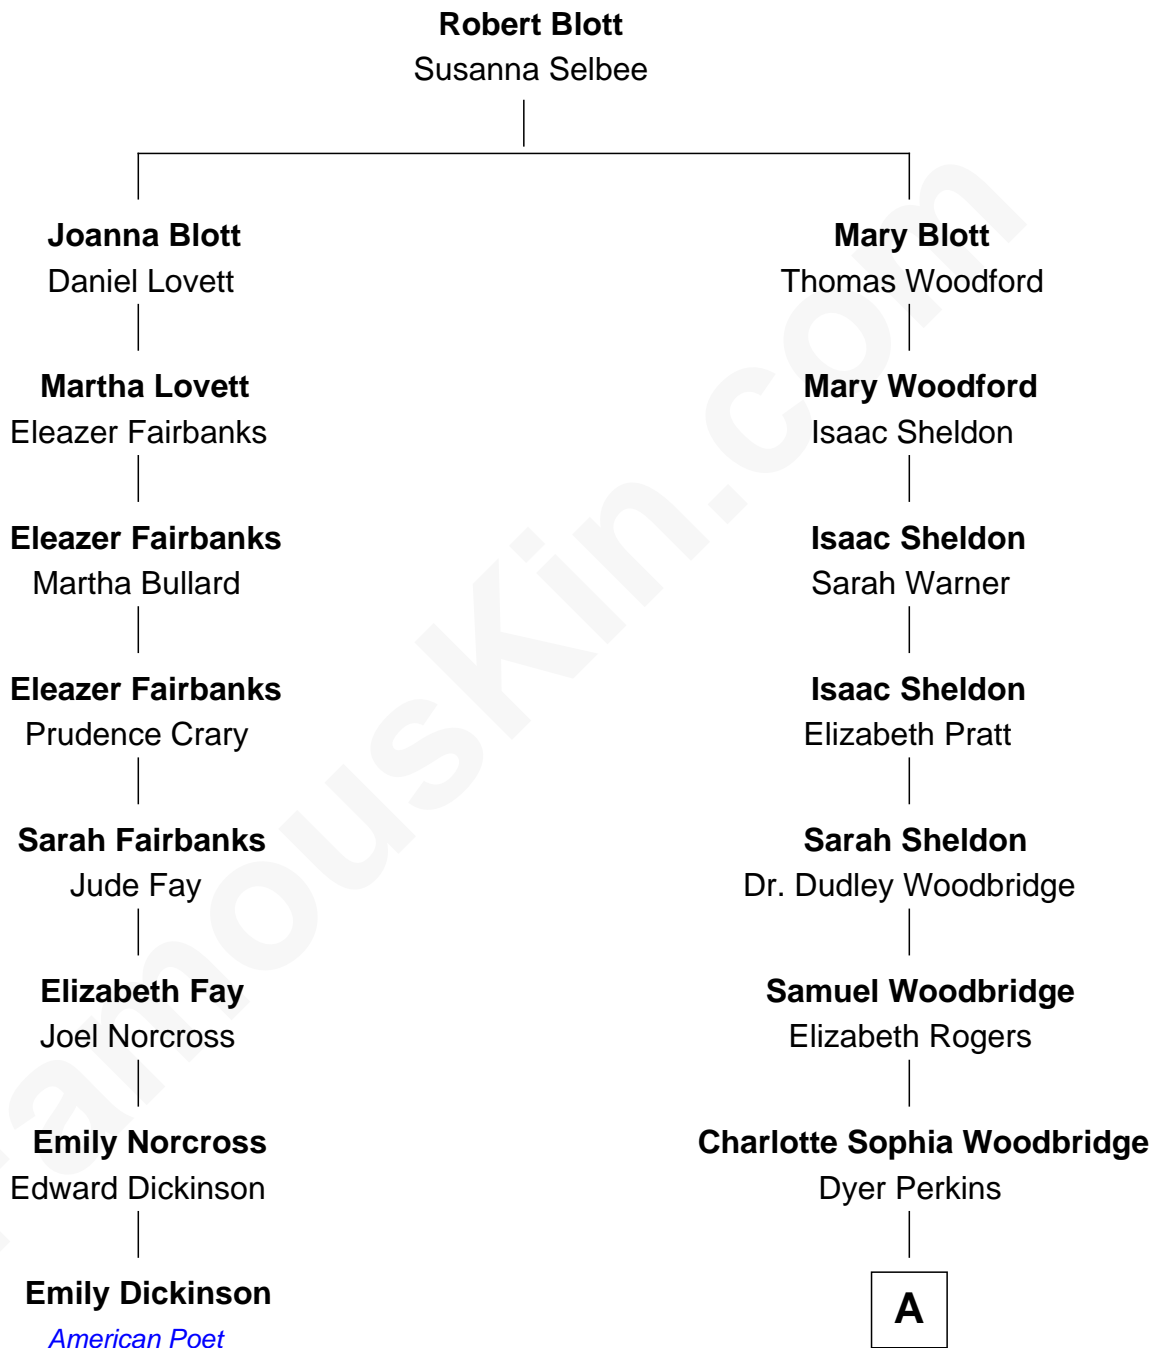 Robert Blott
Susanna Selbee
Joanna Blott
Daniel Lovett
Mary Blott
Thomas Woodford
Martha Lovett
Eleazer Fairbanks
Mary Woodford
Isaac Sheldon
Eleazer Fairbanks
Martha Bullard
Isaac Sheldon
Sarah Warner
Eleazer Fairbanks
Prudence Crary
Isaac Sheldon
Elizabeth Pratt
Sarah Fairbanks
Jude Fay
Sarah Sheldon
Dr. Dudley Woodbridge
Elizabeth Fay
Joel Norcross
Samuel Woodbridge
Elizabeth Rogers
Emily Norcross
Edward Dickinson
Charlotte Sophia Woodbridge
Dyer Perkins
Emily Dickinson
American Poet
A
FamousKin.com